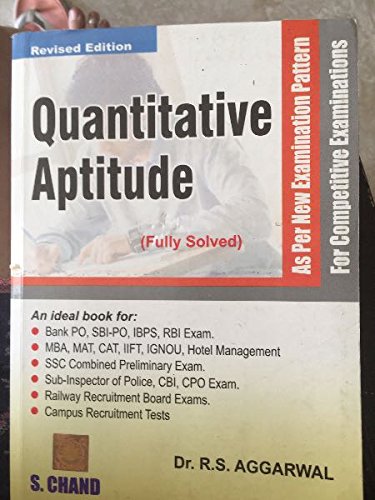 Revised Edition
Quantitative
Aptitude
(Fully Solved)
As Per New Examination Pattern
For Competitive Examinations
An ideal book for:
Bank PO, SBI-PO, IBPS, RBI Exam.
MBA, MAT, CAT, IIFT, IGNOU, Hotel Management
SSC Combined Preliminary Exam.
Sub-Inspector of Police, CBI, CPO Exam.
Railway Recruitment Board Exams.
Campus Recruitment Tests
S. CHAND
Dr. R.S. AGGARWAL